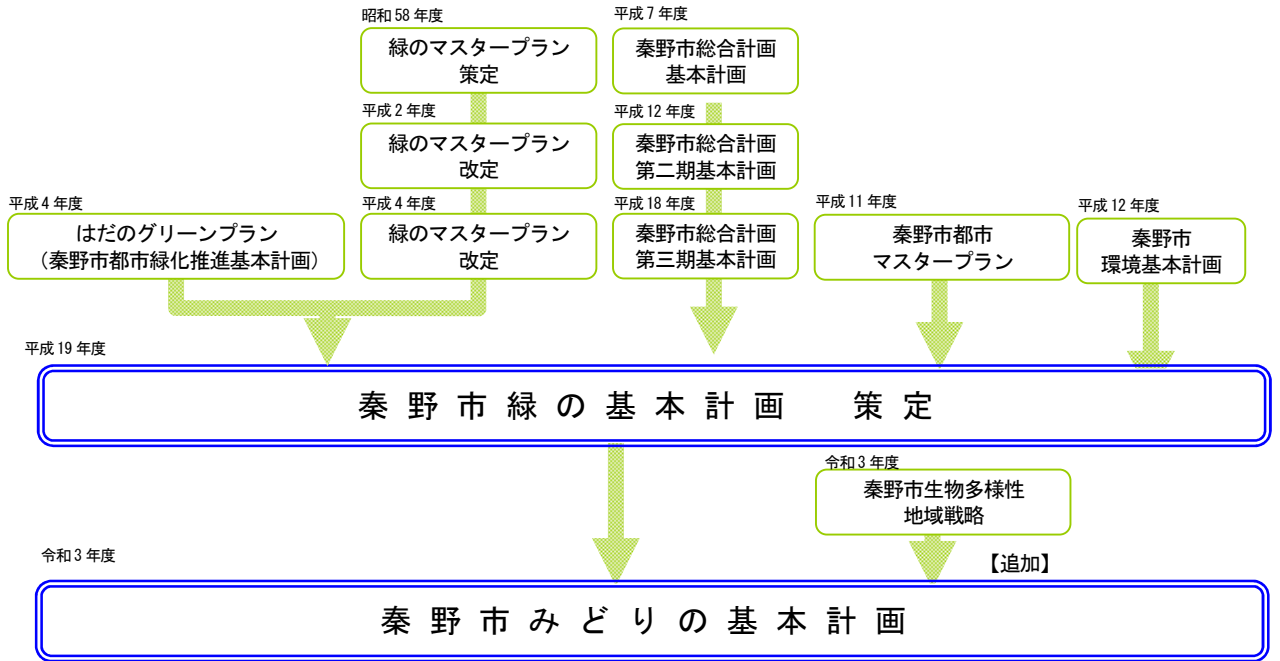 昭和58年度
緑のマスタープラン
策定
平成2年度
緑のマスタープラン
改定
平成4年度
はだのグリーンプラン
（秦野市都市緑化推進基本計画）
平成4年度
緑のマスタープラン
改定
平成7年度
秦野市総合計画
基本計画
平成12年度
秦野市総合計画
第二期基本計画
平成18年度
秦野市総合計画
第三期基本計画
平成11年度
秦野市都市
マスタープラン
平成12年度
秦野市
環境基本計画
平成19年度
秦野市緑の基本計画　策定
令和3年度
秦野市生物多様性
地域戦略
【追加】
令和3年度
秦野市みどりの基本計画